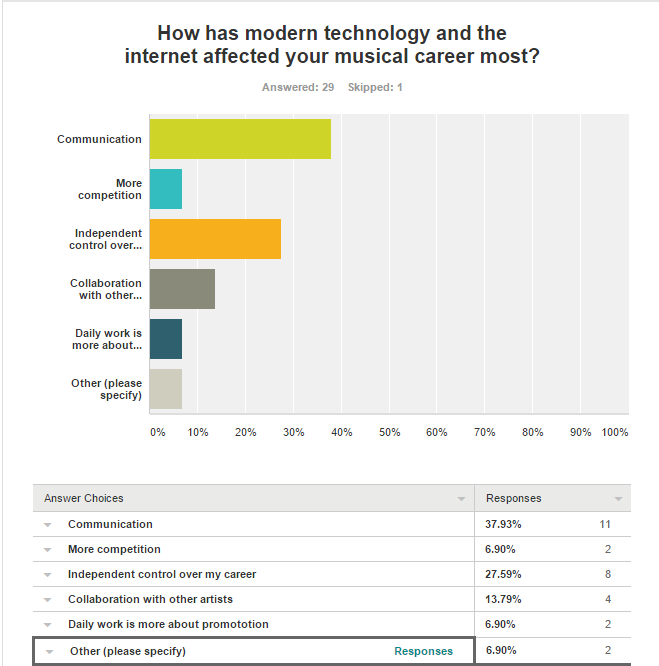 How has modern technology and the
internet affected your musical career most?
Answered: 29 Skipped: 1
Communication
More
competition
Independent
control over...
Collaboration
with other...
Daily work is
more about...
Other (please
specify)
0% 10% 20% 30% 40% 50% 60% 70% 80% 90% 100%
Answer Choices Responses
Communication 37.93% 11
More competition 6.90% 2
Independent control over my career 27.59% 8
Collaboration with other artists 13.79% 4
Daily work is more about promototion 6.90% 2
Other (please specify) Responses 6.90% 2